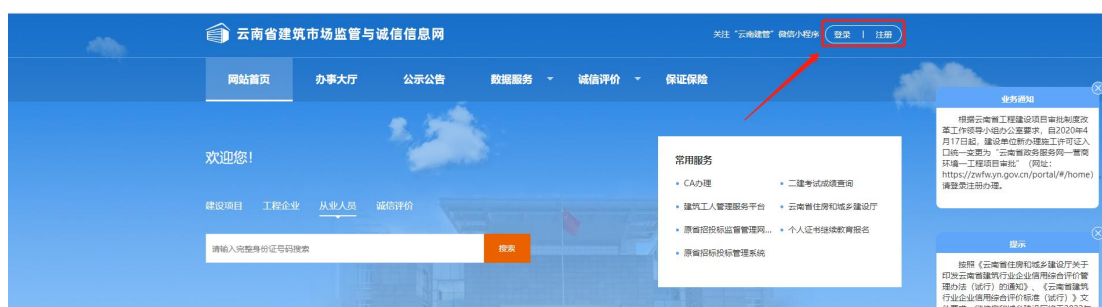 云南省建筑市场监管与诚信信息网
关注“云南建管”微信小程序
登录 | 注册
网站首页 办事大厅 公示公告 数据服务 诚信评价 保证保险
欢迎您!
建设项目 工程企业 从业人员 诚信评价
请输入完整身份证号码搜索
搜索
常用服务
• CA办理
• 二建考试成绩查询
• 建筑工人管理服务平台
• 云南省住房和城乡建设厅
• 原省招投标监督管理网...
• 个人证书继续教育报名
• 原省招标投标管理系统
业务通知
根据云南省工程建设项目审批制度改
革工作领导小组办公室要求，自2020年4
月17日起，建设单位新办理施工许可证入
口统一变更为“云南省政务服务网—营商
环境—工程项目审批”（网址：
https://zwfw.yn.gov.cn/portal/#/home）
请登录注册办理。
提示
按照《云南省住房和城乡建设厅关于
印发云南省建筑行业企业信用综合评价管
理办法（试行）的通知》、《云南省建筑
行业企业信用综合评价标准（试行）》文